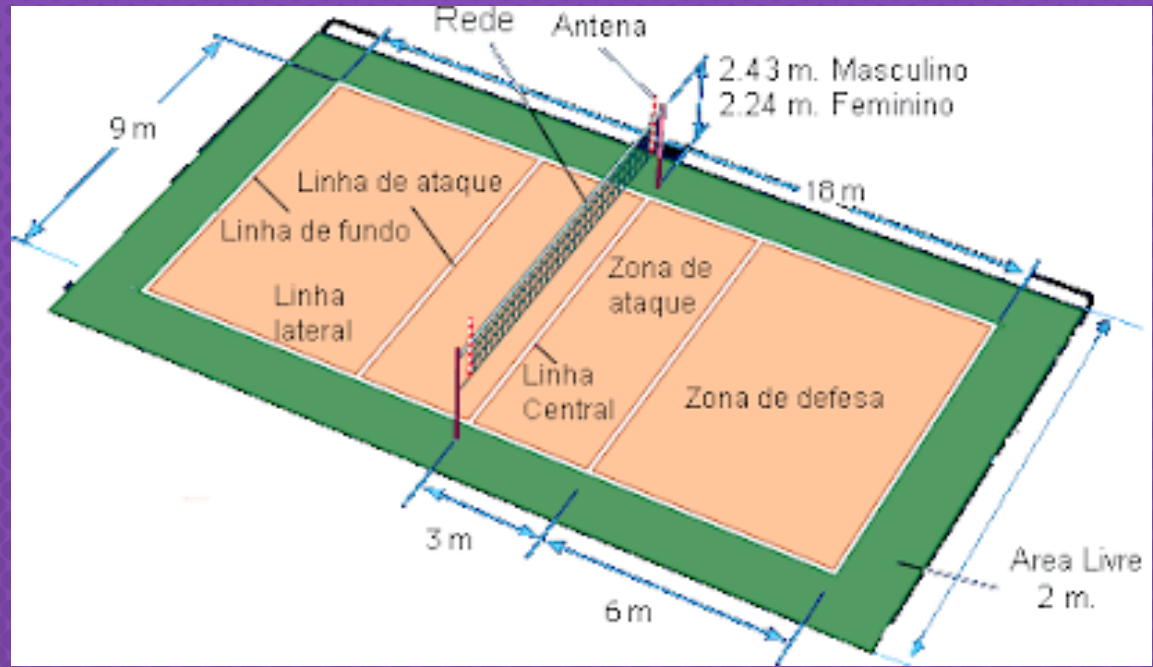 Rede
Antena
2.43 m. Masculino
2.24 m. Feminino
9 m
18 m
Linha de ataque
Linha de fundo
Linha
lateral
Zona de
ataque
Linha
Central
Zona de defesa
3 m
6 m
Area Livre
2 m.